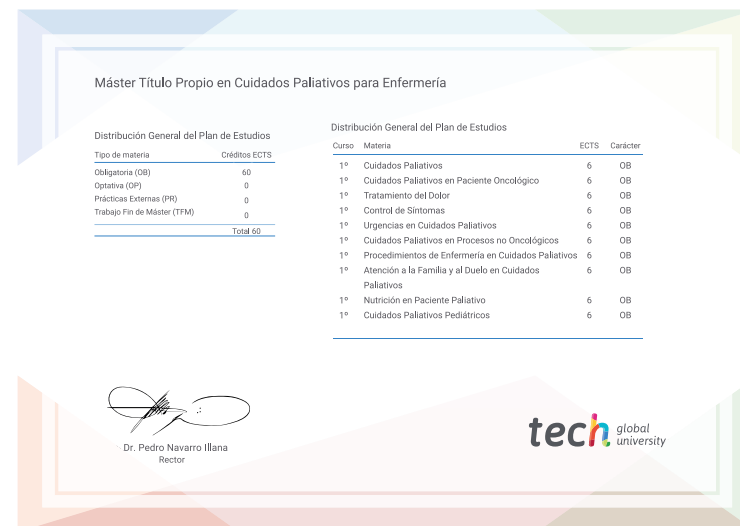 Máster Título Propio en Cuidados Paliativos para Enfermería
Distribución General del Plan de Estudios
Tipo de materia Créditos ECTS
Obligatoria (OB) 60
Optativa (OP) 0
Prácticas Externas (PR) 0
Trabajo Fin de Máster (TFM) 0
Total 60
Distribución General del Plan de Estudios
Curso Materia ECTS Carácter
1º Cuidados Paliativos 6 OB
1º Cuidados Paliativos en Paciente Oncológico 6 OB
1º Tratamiento del Dolor 6 OB
1º Control de Síntomas 6 OB
1º Urgencias en Cuidados Paliativos 6 OB
1º Cuidados Paliativos en Procesos no Oncológicos 6 OB
1º Procedimientos de Enfermería en Cuidados Paliativos 6 OB
1º Atención a la Familia y al Duelo en Cuidados 6 OB
Paliativos
1º Nutrición en Paciente Paliativo 6 OB
1º Cuidados Paliativos Pediátricos 6 OB
Dr. Pedro Navarro Illana
Rector
tech global
university